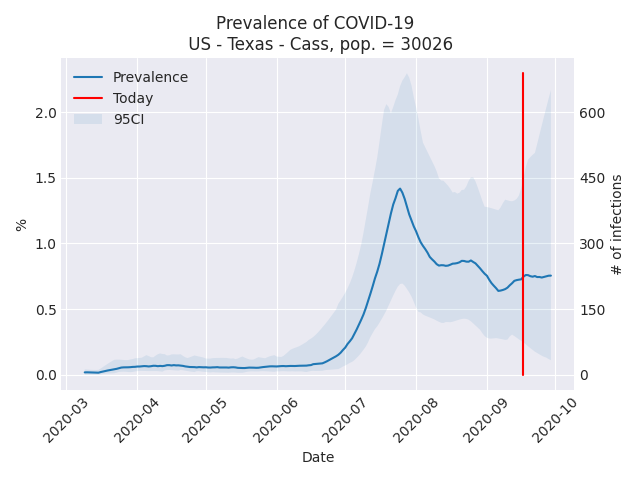 Prevalence of COVID-19
US - Texas - Cass, pop. = 30026
Prevalence
Today
95CI
2.0
1.5
1.0
0.5
0.0
%
600
450
300
150
0
# of infections
2020-03
2020-04
2020-05
2020-06
2020-07
2020-08
2020-09
2020-10
Date